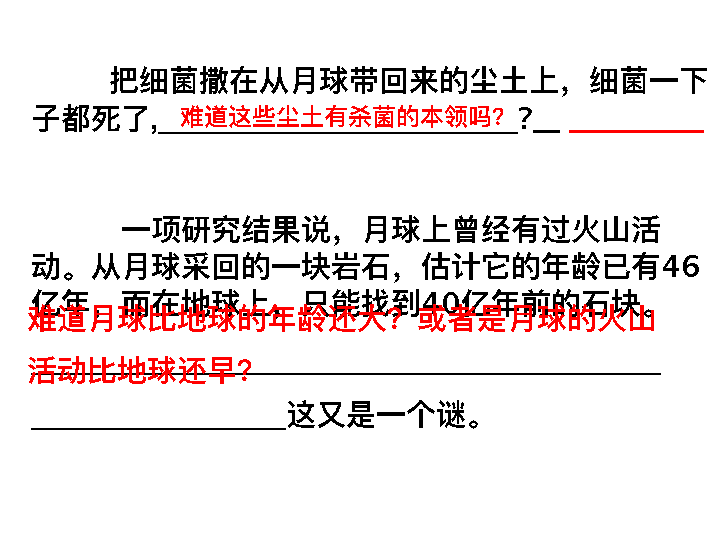 把细菌撒在从月球带回来的尘土上，细菌一下
子都死了,难道这些尘土有杀菌的本领吗？?
一项研究结果说，月球上曾经有过火山活
动。从月球采回的一块岩石，估计它的年龄已有46
亿年，而在地球上，只能找到40亿年前的石块。
难道月球比地球的年龄还大？或者是月球的火山
活动比地球还早？
这又是一个谜。